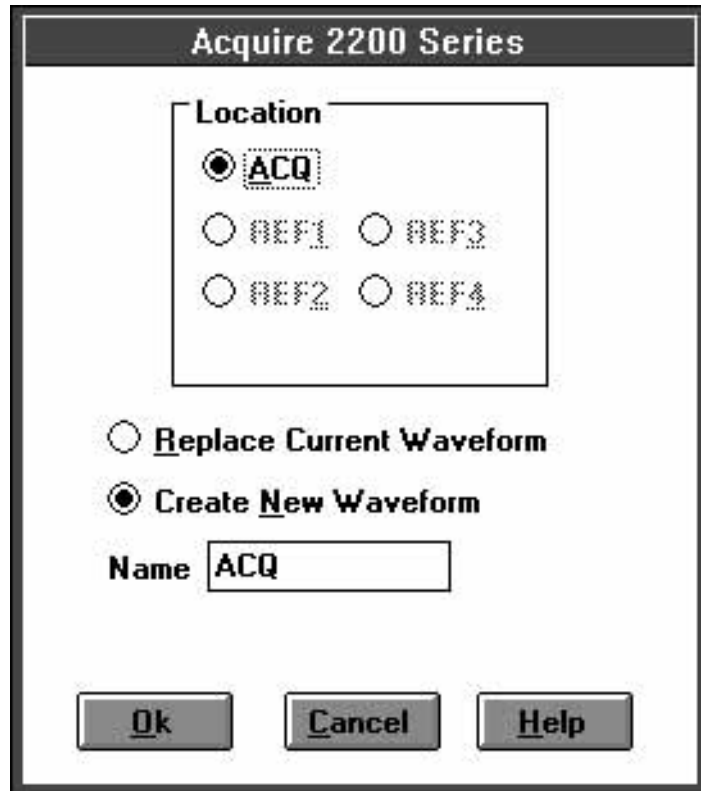 Acquire 2200 Series
Location
ACQ
REF1 REF3
REF2 REF4
Replace Current Waveform
Create New Waveform
Name ACQ
Ok Cancel Help